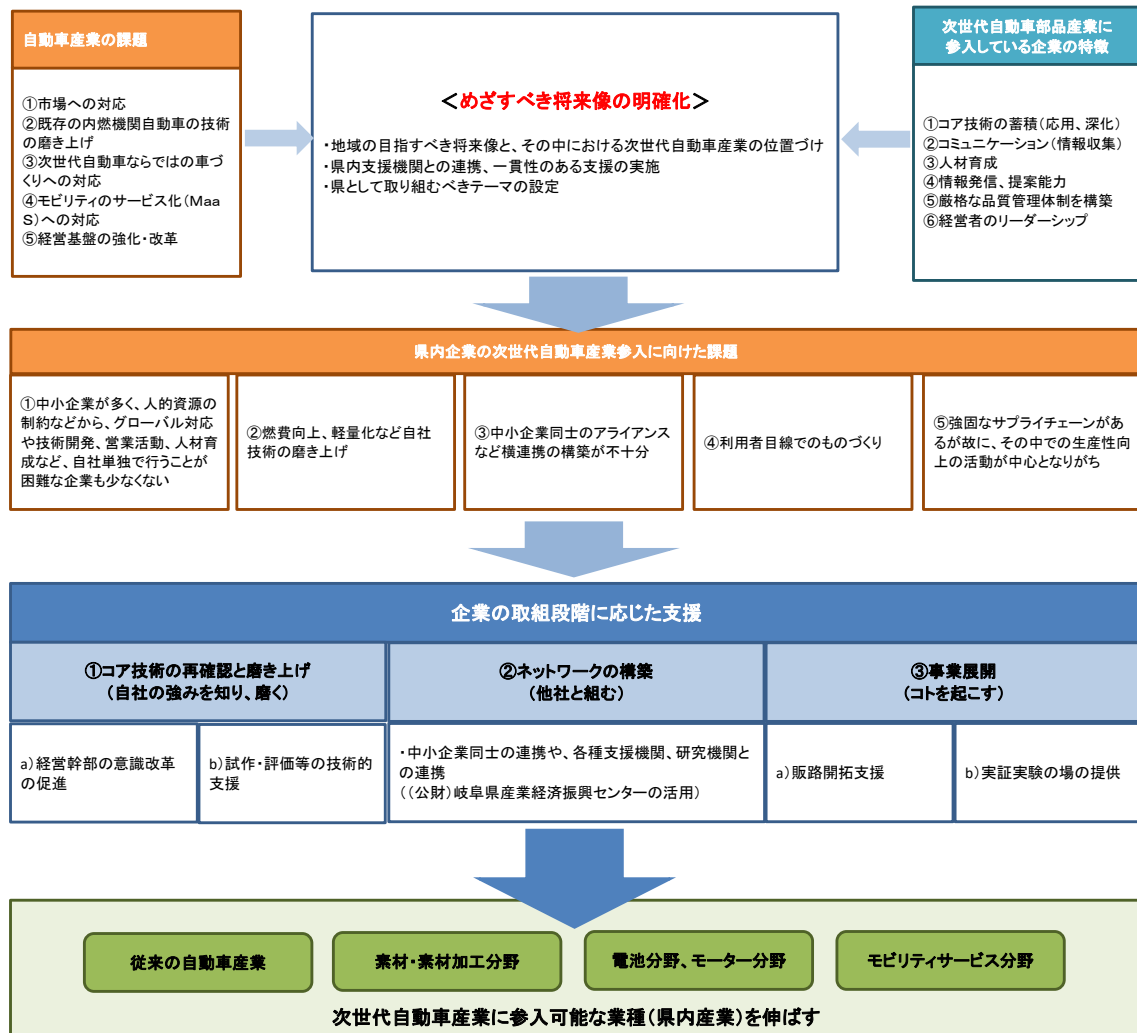 自動車産業の課題
①市場への対応
②既存の内燃機関自動車の技術
の磨き上げ
③次世代自動車ならではの車づ
くりへの対応
④モビリティのサービス化(Maa
S)への対応
⑤経営基盤の強化・改革
<めざすべき将来像の明確化>
・地域の目指すべき将来像と、その中における次世代自動車産業の位置づけ
・県内支援機関との連携、一貫性のある支援の実施
・県として取り組むべきテーマの設定
次世代自動車部品産業に
参入している企業の特徴
①コア技術の蓄積(応用、深化)
②コミュニケーション(情報収集)
③人材育成
④情報発信、提案能力
⑤厳格な品質管理体制を構築
⑥経営者のリーダーシップ
県内企業の次世代自動車産業参入に向けた課題
①中小企業が多く、人的資源の
制約などから、グローバル対応
や技術開発、営業活動、人材育
成など、自社単独で行うことが
困難な企業も少なくない
②燃費向上、軽量化など自社
技術の磨き上げ
③中小企業同士のアライアンス
など横連携の構築が不十分
④利用者目線でのものづくり
⑤強固なサプライチェーンがあ
るが故に、その中での生産性向
上の活動が中心となりがち
企業の取組段階に応じた支援
①コア技術の再確認と磨き上げ
(自社の強みを知り、磨く)
②ネットワークの構築
(他社と組む)
③事業展開
(コトを起こす)
a)経営幹部の意識改革
の促進
b)試作・評価等の技術的
支援
・中小企業同士の連携や、各種支援機関、研究機関と
の連携
((公財)岐阜県産業経済振興センターの活用)
a)販路開拓支援
b)実証実験の場の提供
従来の自動車産業
素材・素材加工分野
電池分野、モーター分野
モビリティサービス分野
次世代自動車産業に参入可能な業種(県内産業)を伸ばす